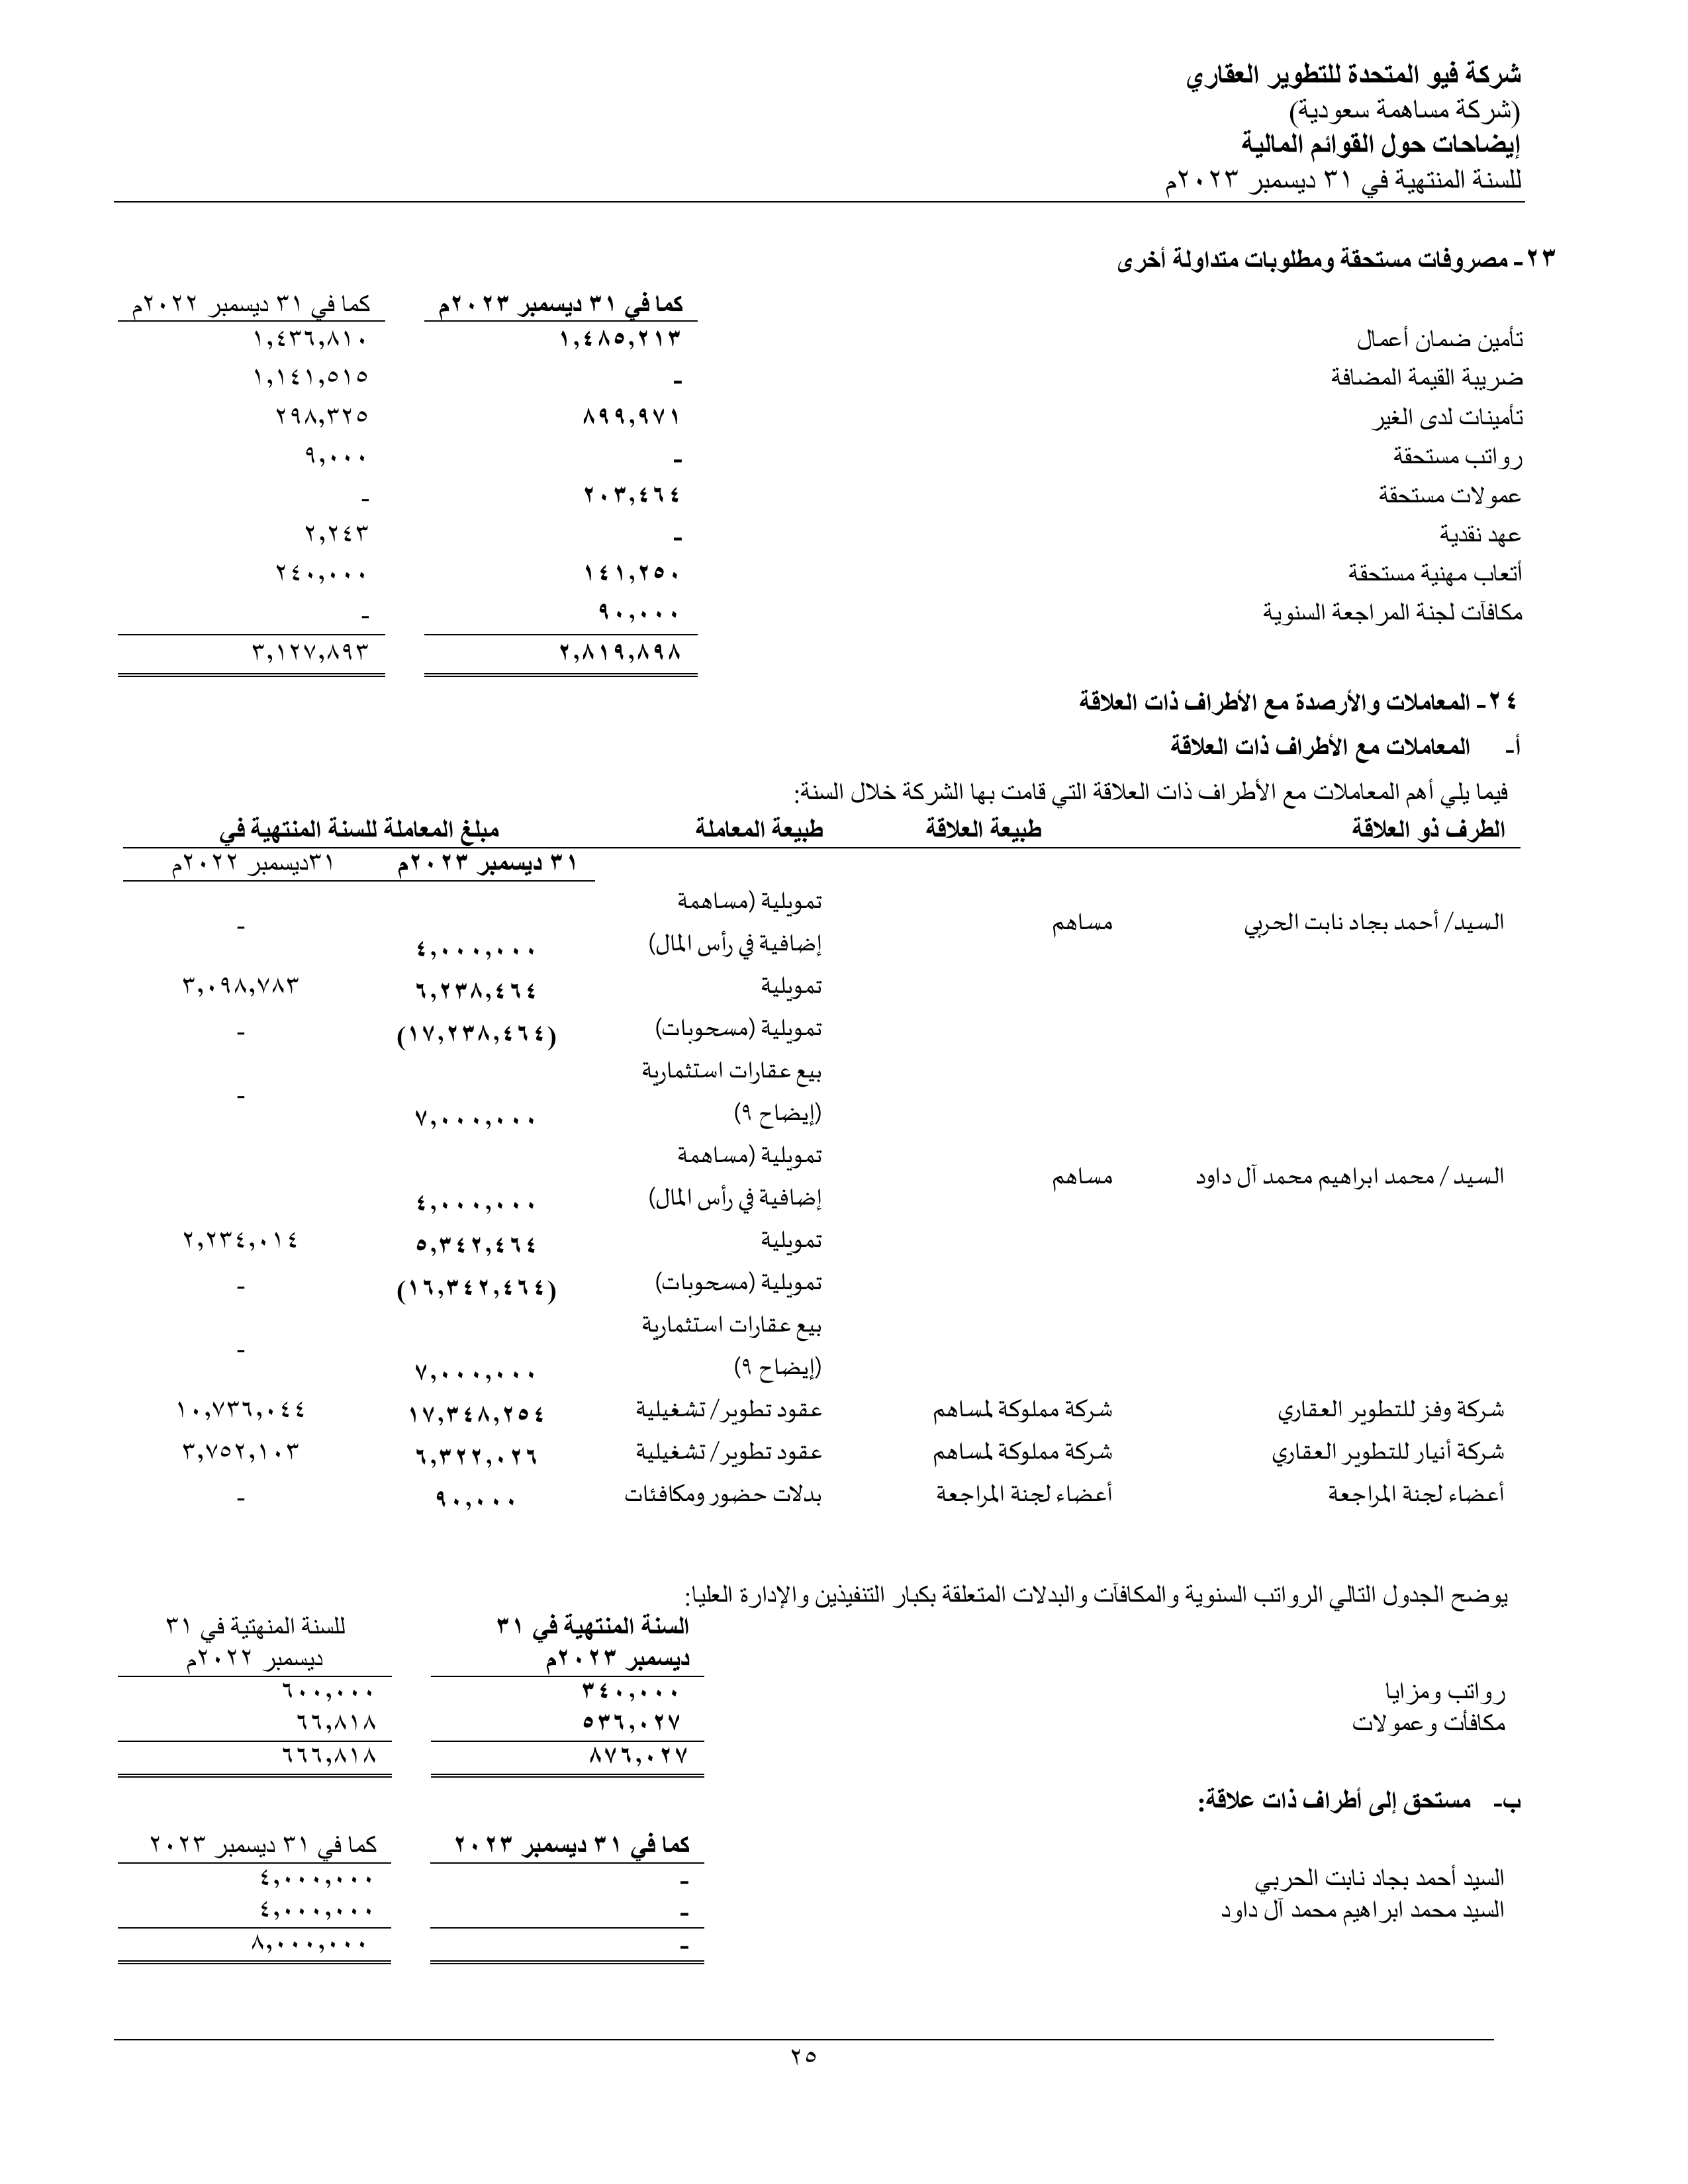 شركة فيو المتحدة للتطوير العقاري
(شركة مساهمة سعودية)
إيضاحات حول القوائم المالية
للسنة المنتهية في ٣١ ديسمبر ٢٠٢٣م
٢٣- مصروفات مستحقة ومطلوبات متداولة أخرى
كما في ٣١ ديسمبر ٢٠٢٣م كما في ٣١ ديسمبر ٢٠٢٢م
تأمين ضمان أعمال ١,٤٨٥,٢١٣ ١,٤٣٦,٨١٠
ضريبة القيمة المضافة - ١,١٤١,٥١٥
تأمينات لدى الغير ٨٩٩,٩٧١ ٢٩٨,٣٢٥
رواتب مستحقة - ٩,٠٠٠
عمولات مستحقة ٢٠٣,٤٦٤ -
عهد نقدية - ٢,٢٤٣
أتعاب مهنية مستحقة ١٤١,٢٥٠ ٢٤٠,٠٠٠
مكافآت لجنة المراجعة السنوية ٩٠,٠٠٠ -
٢,٨١٩,٨٩٨ ٣,١٢٧,٨٩٣
٢٤- المعاملات والأرصدة مع الأطراف ذات العلاقة
أ- المعاملات مع الأطراف ذات العلاقة
فيما يلي أهم المعاملات مع الأطراف ذات العلاقة التي قامت بها الشركة خلال السنة:
الطرف ذو العلاقة طبيعة العلاقة طبيعة المعاملة مبلغ المعاملة للسنة المنتهية في
٣١ ديسمبر ٢٠٢٣م ٣١ديسمبر ٢٠٢٢م
السيد/ أحمد بجاد نابت الحربي مساهم تمويلية (مساهمة
إضافية في رأس المال) ٤,٠٠٠,٠٠٠ -
تمويلية ٦,٢٣٨,٤٦٤ ٣,٠٩٨,٧٨٣
تمويلية (مسحوبات) (١٧,٢٣٨,٤٦٤) -
بيع عقارات استثمارية
(إيضاح ٩) ٧,٠٠٠,٠٠٠ -
السيد/ محمد ابراهيم محمد آل داود مساهم تمويلية (مساهمة
إضافية في رأس المال) ٤,٠٠٠,٠٠٠
تمويلية ٥,٣٤٢,٤٦٤ ٢,٢٣٤,٠١٤
تمويلية (مسحوبات) (١٦,٣٤٢,٤٦٤) -
بيع عقارات استثمارية
(إيضاح ٩) ٧,٠٠٠,٠٠٠ -
شركة وفز للتطوير العقاري شركة مملوكة لمساهم عقود تطوير/ تشغيلية ١٧,٣٤٨,٢٥٤ ١٠,٧٣٦,٠٤٤
شركة أنيار للتطوير العقاري شركة مملوكة لمساهم عقود تطوير/ تشغيلية ٦,٣٢٢,٠٢٦ ٣,٧٥٢,١٠٣
أعضاء لجنة المراجعة أعضاء لجنة المراجعة بدلات حضور ومكافئات ٩٠,٠٠٠ -
يوضح الجدول التالي الرواتب السنوية والمكافآت والبدلات المتعلقة بكبار التنفيذين والإدارة العليا:
السنة المنتهية في ٣١ للسنة المنهتية في ٣١
ديسمبر ٢٠٢٣م ديسمبر ٢٠٢٢م
رواتب ومزايا ٣٤٠,٠٠٠ ٦٠٠,٠٠٠
مكافأت وعمولات ٥٣٦,٠٢٧ ٦٦,٨١٨
٨٧٦,٠٢٧ ٦٦٦,٨١٨
ب- مستحق إلى أطراف ذات علاقة:
كما في ٣١ ديسمبر ٢٠٢٣ كما في ٣١ ديسمبر ٢٠٢٣
السيد أحمد بجاد نابت الحربي - ٤,٠٠٠,٠٠٠
السيد محمد ابراهيم محمد آل داود - ٤,٠٠٠,٠٠٠
- ٨,٠٠٠,٠٠٠
٢٥